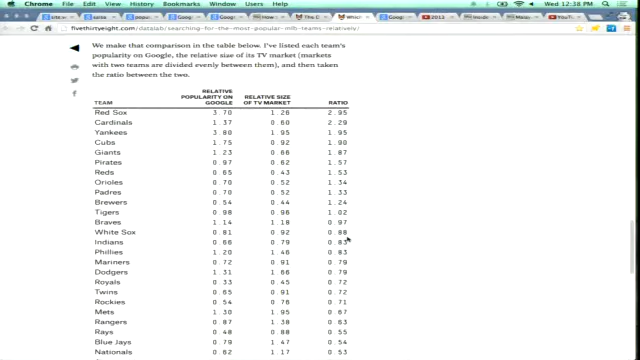 Chrome File Edit View History Bookmarks Window Help
Wed 12:38 PM
fivethirtyeight.com/datalab/searching-for-the-most-popular-mlb-teams-relatively/
We make that comparison in the table below. I've listed each team's
popularity on Google, the relative size of its TV market (markets
with two teams are divided evenly between them), and then taken
the ratio between the two.
TEAM RELATIVE POPULARITY ON GOOGLE RELATIVE SIZE OF TV MARKET RATIO
Red Sox 3.70 1.26 2.95
Cardinals 1.37 0.60 2.29
Yankees 3.80 1.95 1.95
Cubs 1.75 0.92 1.90
Giants 1.23 0.66 1.87
Pirates 0.97 0.62 1.57
Reds 0.65 0.43 1.53
Orioles 0.70 0.52 1.34
Padres 0.70 0.52 1.33
Brewers 0.54 0.44 1.24
Tigers 0.98 0.96 1.02
Braves 1.14 1.18 0.97
White Sox 0.81 0.92 0.88
Indians 0.66 0.79 0.83
Phillies 1.20 1.46 0.83
Mariners 0.72 0.91 0.79
Dodgers 1.31 1.66 0.79
Royals 0.33 0.45 0.72
Twins 0.65 0.91 0.72
Rockies 0.54 0.76 0.71
Mets 1.30 1.95 0.67
Rangers 0.87 1.38 0.63
Rays 0.48 0.88 0.55
Blue Jays 0.79 1.47 0.54
Nationals 0.62 1.17 0.53